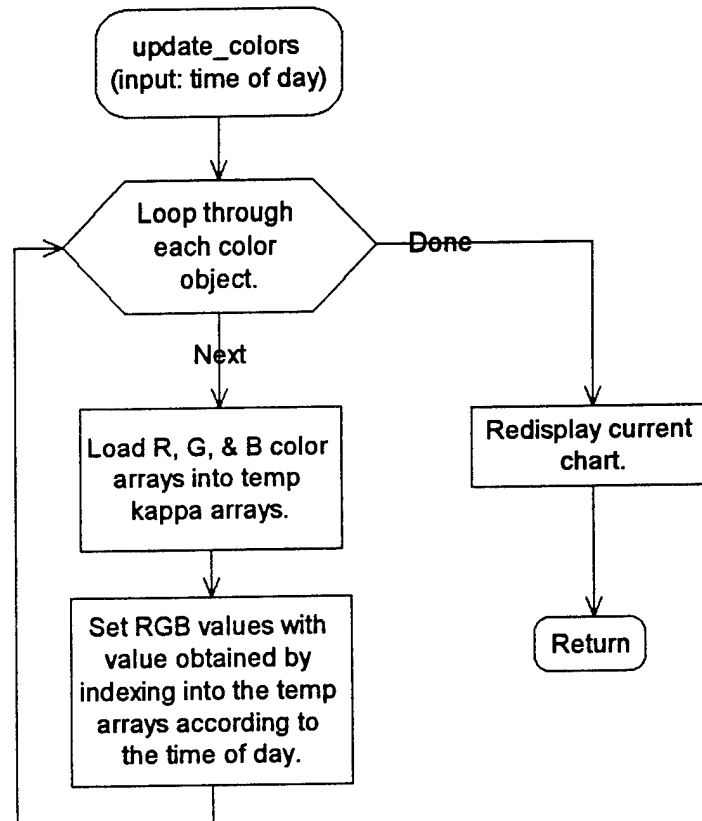 update_colors
(input: time of day)
Loop through
each color
object.
Done
Next
Load R, G, & B color
arrays into temp
kappa arrays.
Redisplay current
chart.
Set RGB values with
value obtained by
indexing into the temp
arrays according to
the time of day.
Return